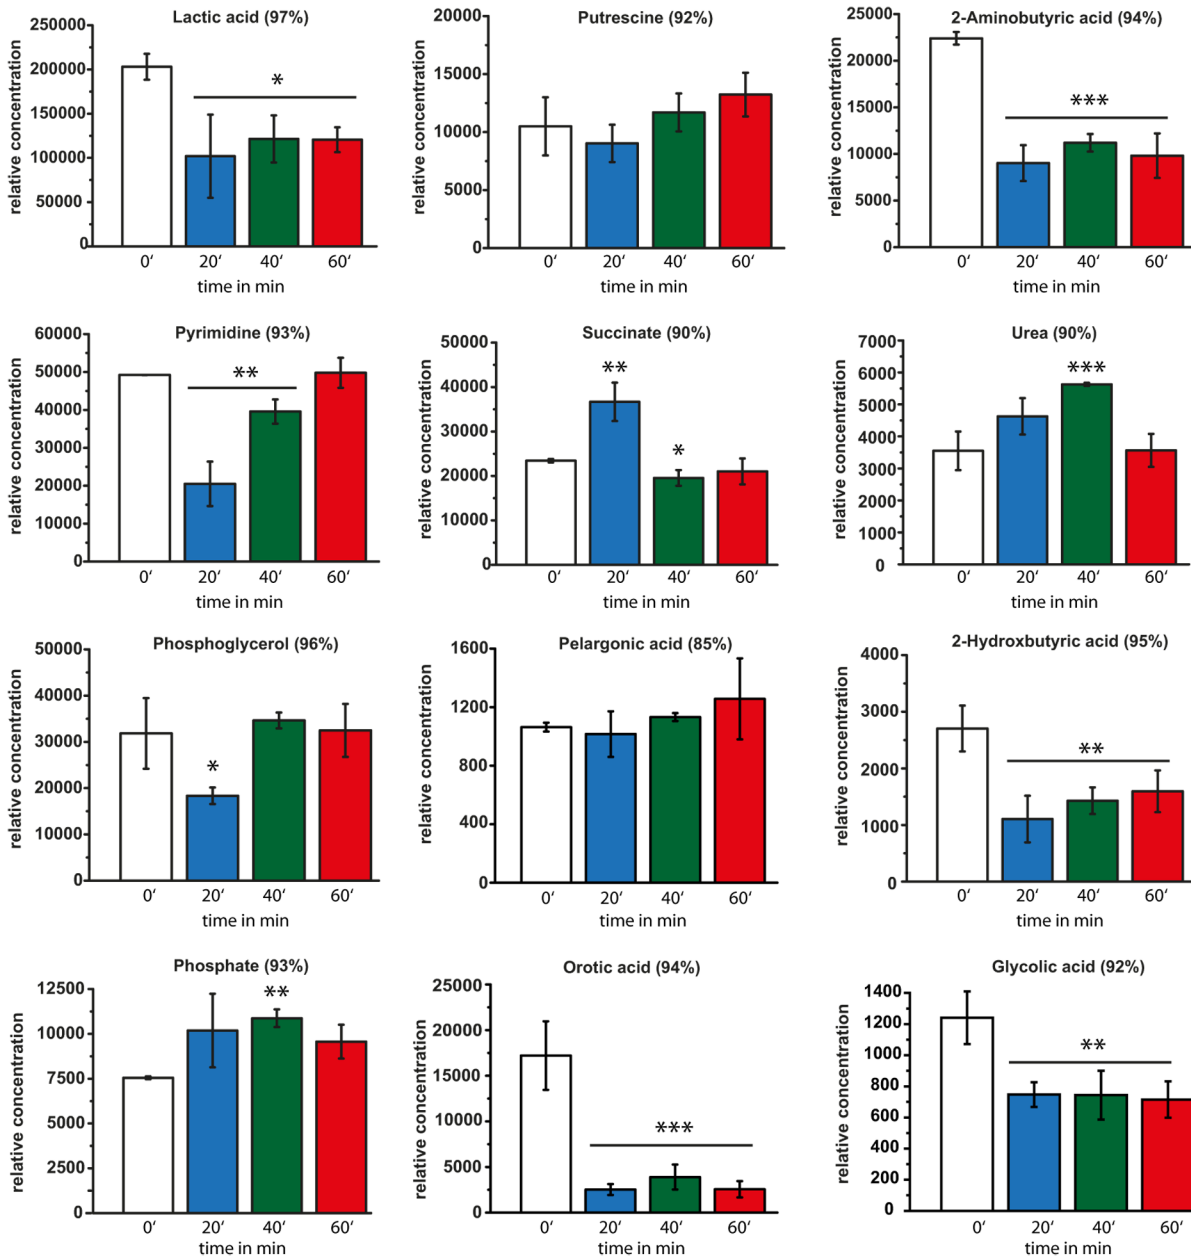 Lactic acid (97%)
relative concentration
250000
200000
150000
100000
50000
0
*
0‘ 20‘ 40‘ 60‘
time in min
Putrescine (92%)
relative concentration
20000
15000
10000
5000
0
0‘ 20‘ 40‘ 60‘
time in min
2-Aminobutyric acid (94%)
relative concentration
25000
20000
15000
10000
5000
0
***
0‘ 20‘ 40‘ 60‘
time in min
Pyrimidine (93%)
relative concentration
60000
50000
40000
30000
20000
10000
0
**
0‘ 20‘ 40‘ 60‘
time in min
Succinate (90%)
relative concentration
50000
40000
30000
20000
10000
0
**
*
0‘ 20‘ 40‘ 60‘
time in min
Urea (90%)
relative concentration
7000
6000
5000
4000
3000
2000
1000
0
***
0‘ 20‘ 40‘ 60‘
time in min
Phosphoglycerol (96%)
relative concentration
50000
40000
30000
20000
10000
0
*
0‘ 20‘ 40‘ 60‘
time in min
Pelargonic acid (85%)
relative concentration
1600
1200
800
400
0
0‘ 20‘ 40‘ 60‘
time in min
2-Hydroxbutyric acid (95%)
relative concentration
4000
3000
2000
1000
0
**
0‘ 20‘ 40‘ 60‘
time in min
Phosphate (93%)
relative concentration
12500
10000
7500
5000
2500
0
**
0‘ 20‘ 40‘ 60‘
time in min
Orotic acid (94%)
relative concentration
25000
20000
15000
10000
5000
0
***
0‘ 20‘ 40‘ 60‘
time in min
Glycolic acid (92%)
relative concentration
1400
1200
1000
800
600
400
200
0
**
0‘ 20‘ 40‘ 60‘
time in min